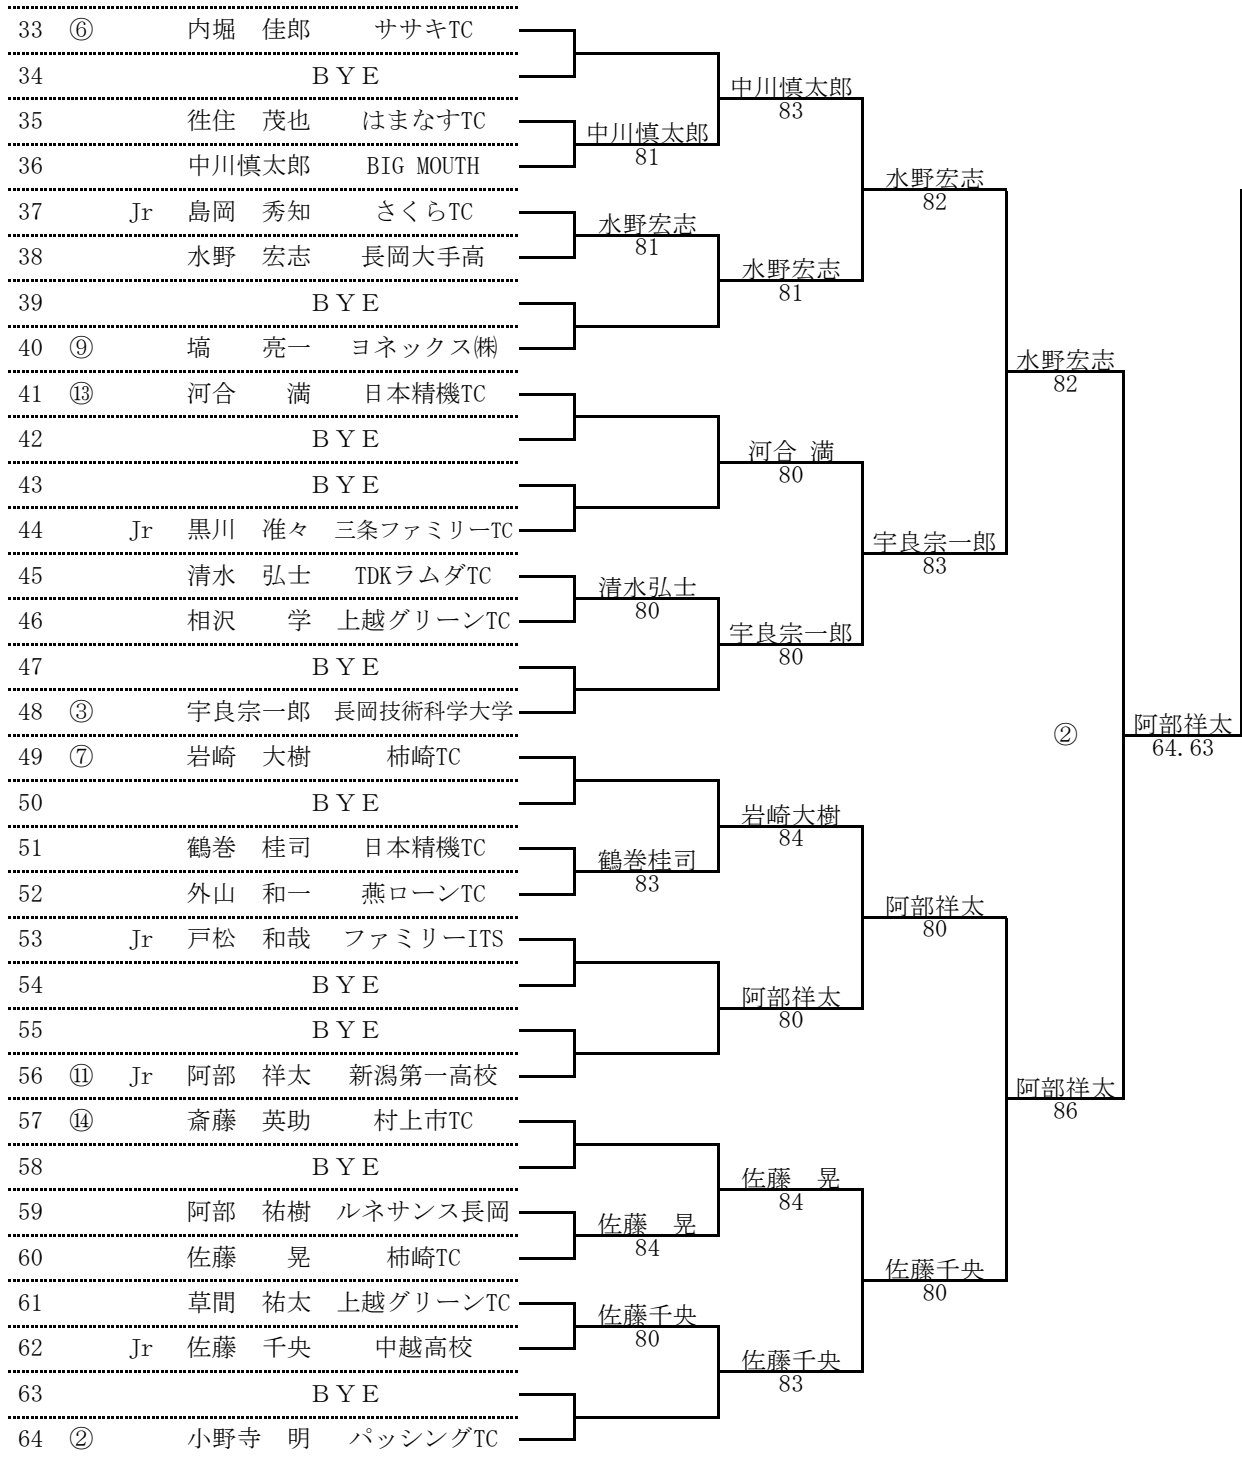 33 ⑥ 内堀 佳郎 ササキTC
34 ＢＹＥ
中川慎太郎
83
35 徃住 茂也 はまなすTC
中川慎太郎
81
36 中川慎太郎 BIG MOUTH
水野宏志
82
37 Jr 島岡 秀知 さくらTC
水野宏志
81
38 水野 宏志 長岡大手高
水野宏志
81
39 ＢＹＥ
40 ⑨ 塙 亮一 ヨネックス㈱
水野宏志
82
41 ⑬ 河合 満 日本精機TC
42 ＢＹＥ
河合 満
80
43 ＢＹＥ
44 Jr 黒川 准々 三条ファミリーTC
宇良宗一郎
83
45 清水 弘士 TDKラムダTC
清水弘士
80
46 相沢 学 上越グリーンTC
宇良宗一郎
80
47 ＢＹＥ
48 ③ 宇良宗一郎 長岡技術科学大学
② 阿部祥太
64.63
49 ⑦ 岩崎 大樹 柿崎TC
50 ＢＹＥ
岩崎大樹
84
51 鶴巻 桂司 日本精機TC
鶴巻桂司
83
52 外山 和一 燕ローンTC
阿部祥太
80
53 Jr 戸松 和哉 ファミリーITS
54 ＢＹＥ
阿部祥太
80
55 ＢＹＥ
56 ⑪ Jr 阿部 祥太 新潟第一高校
阿部祥太
86
57 ⑭ 斎藤 英助 村上市TC
58 ＢＹＥ
佐藤 晃
84
59 阿部 祐樹 ルネサンス長岡
佐藤 晃
84
60 佐藤 晃 柿崎TC
佐藤千央
80
61 草間 祐太 上越グリーンTC
佐藤千央
80
62 Jr 佐藤 千央 中越高校
佐藤千央
83
63 ＢＹＥ
64 ② 小野寺 明 パッシングTC